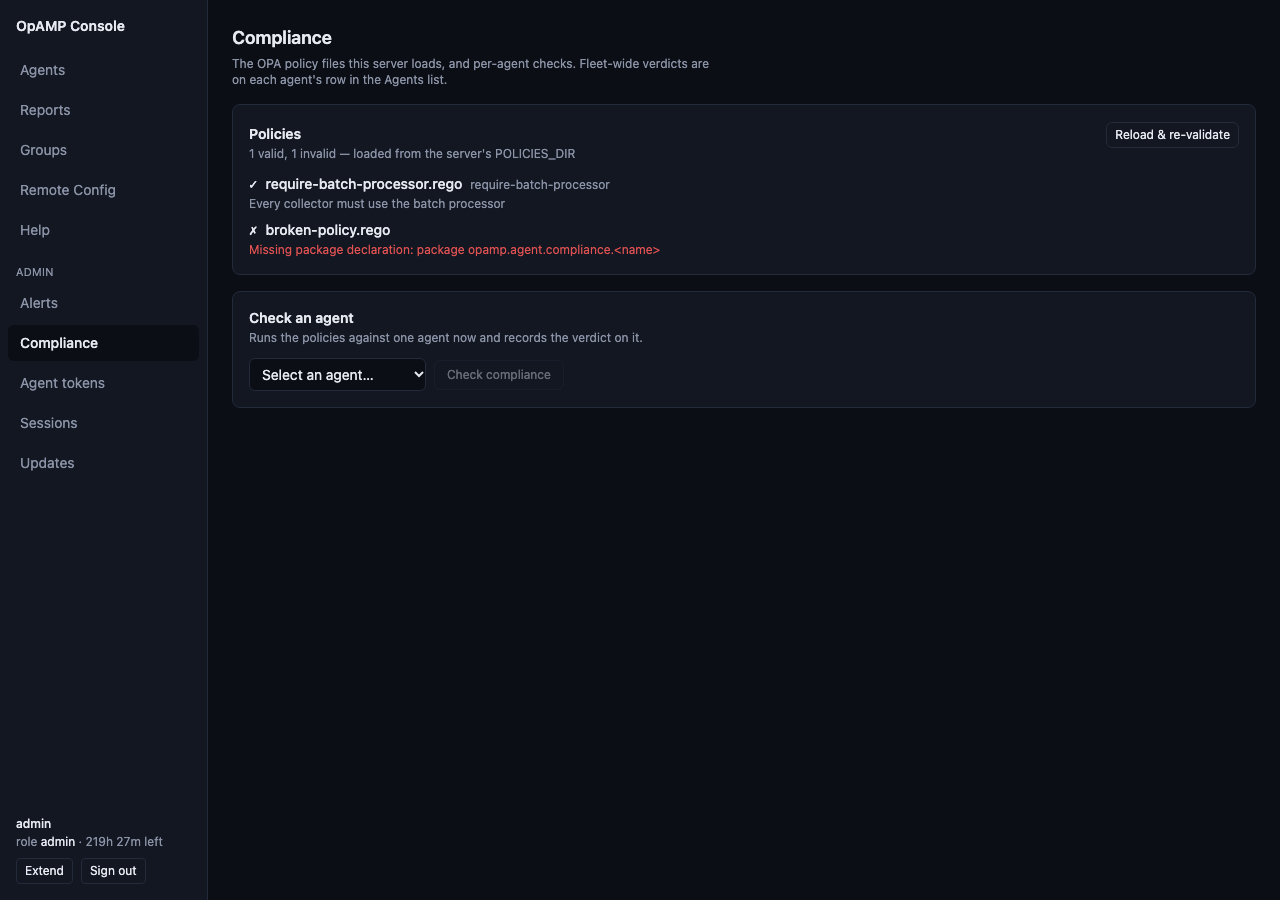 OpAMP Console
Agents
Reports
Groups
Remote Config
Help
ADMIN
Alerts
Compliance
Agent tokens
Sessions
Updates
admin
role admin · 219h 27m left
Extend Sign out
Compliance
The OPA policy files this server loads, and per-agent checks. Fleet-wide verdicts are
on each agent's row in the Agents list.
Policies
1 valid, 1 invalid — loaded from the server's POLICIES_DIR
Reload & re-validate
✓ require-batch-processor.rego require-batch-processor
Every collector must use the batch processor
✗ broken-policy.rego
Missing package declaration: package opamp.agent.compliance.<name>
Check an agent
Runs the policies against one agent now and records the verdict on it.
Select an agent... Check compliance